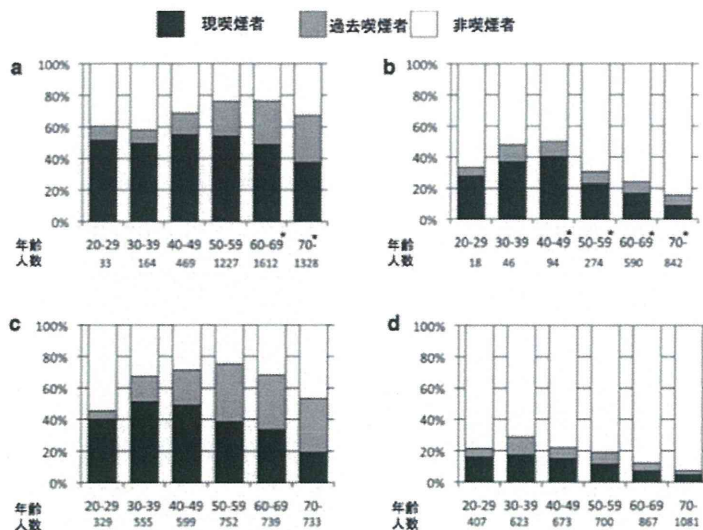 現喫煙者 過去喫煙者 非喫煙者
a
100%
80%
60%
40%
20%
0%
年齢 20-29 30-39 40-49 50-59 60-69* 70-*
人数 33 164 469 1227 1612 1328
b
100%
80%
60%
40%
20%
0%
年齢 20-29 30-39 40-49* 50-59* 60-69* 70-*
人数 18 46 94 274 590 842
c
100%
80%
60%
40%
20%
0%
年齢 20-29 30-39 40-49 50-59 60-69 70-
人数 329 555 599 752 739 733
d
100%
80%
60%
40%
20%
0%
年齢 20-29 30-39 40-49 50-59 60-69 70-
人数 407 623 673 700 867 1081